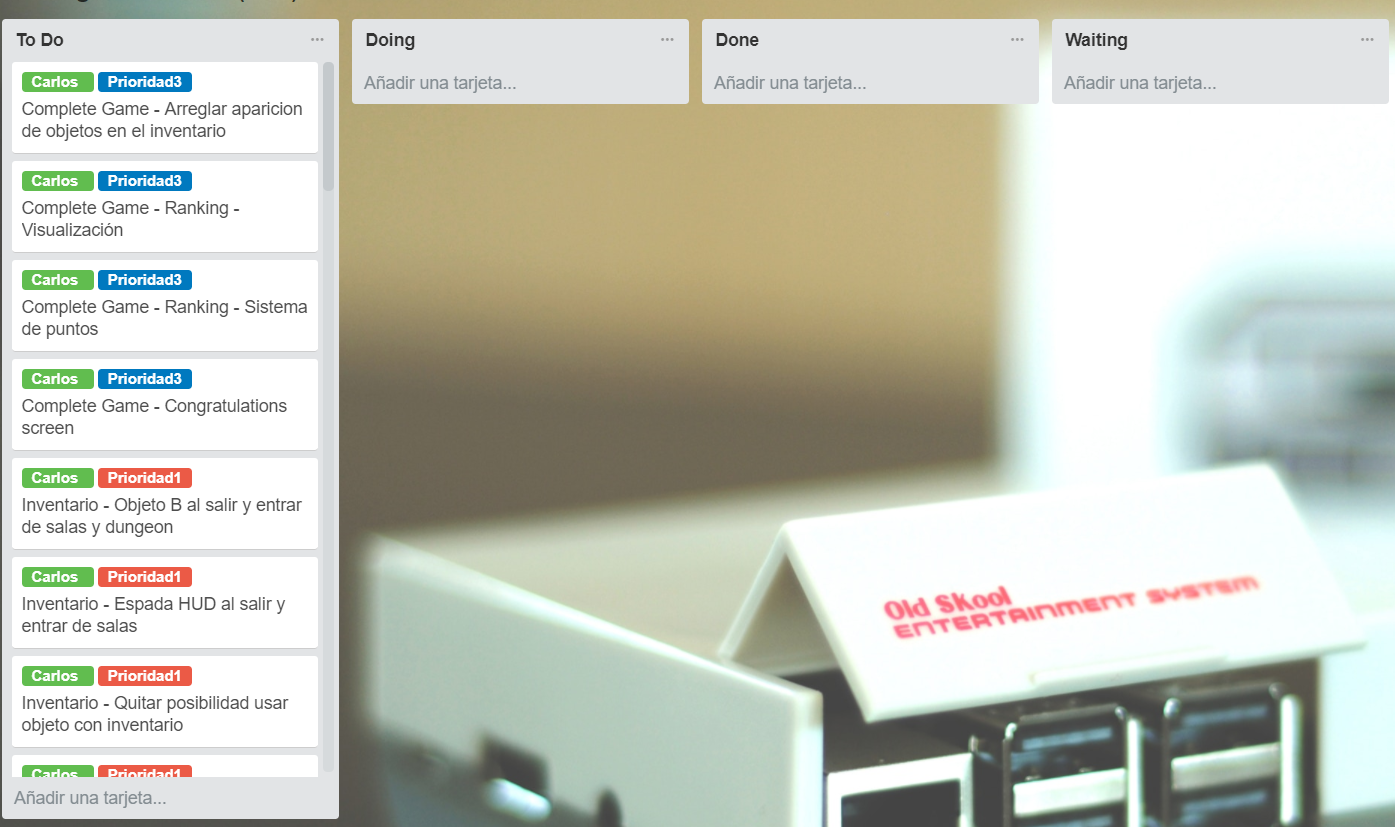 To Do
Carlos Prioridad3
Complete Game - Arreglar aparicion
de objetos en el inventario
Carlos Prioridad3
Complete Game - Ranking -
Visualización
Carlos Prioridad3
Complete Game - Ranking - Sistema
de puntos
Carlos Prioridad3
Complete Game - Congratulations
screen
Carlos Prioridad1
Inventario - Objeto B al salir y entrar
de salas y dungeon
Carlos Prioridad1
Inventario - Espada HUD al salir y
entrar de salas
Carlos Prioridad1
Inventario - Quitar posibilidad usar
objeto con inventario
Carlos Prioridad1
Añadir una tarjeta...
Doing
Añadir una tarjeta...
Done
Añadir una tarjeta...
Waiting
Añadir una tarjeta...
Old Skool
ENTERTAINMENT SYSTEM